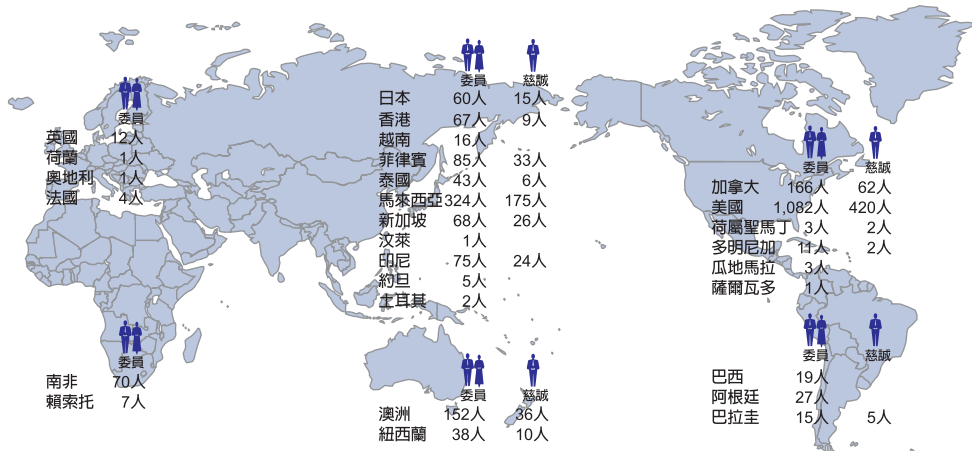 委員
英國 12人
荷蘭 1人
奧地利 1人
法國 4人
委員 慈誠
日本 60人 15人
香港 67人 9人
越南 16人
菲律賓 85人 33人
泰國 43人 6人
馬來西亞 324人 175人
新加坡 68人 26人
汶萊 1人
印尼 75人 24人
約旦 5人
土耳其 2人
委員 慈誠
加拿大 166人 62人
美國 1,082人 420人
荷屬聖馬丁 3人 2人
多明尼加 11人 2人
瓜地馬拉 3人
薩爾瓦多 1人
委員
南非 70人
賴索托 7人
委員 慈誠
澳洲 152人 36人
紐西蘭 38人 10人
委員 慈誠
巴西 19人
阿根廷 27人
巴拉圭 15人 5人